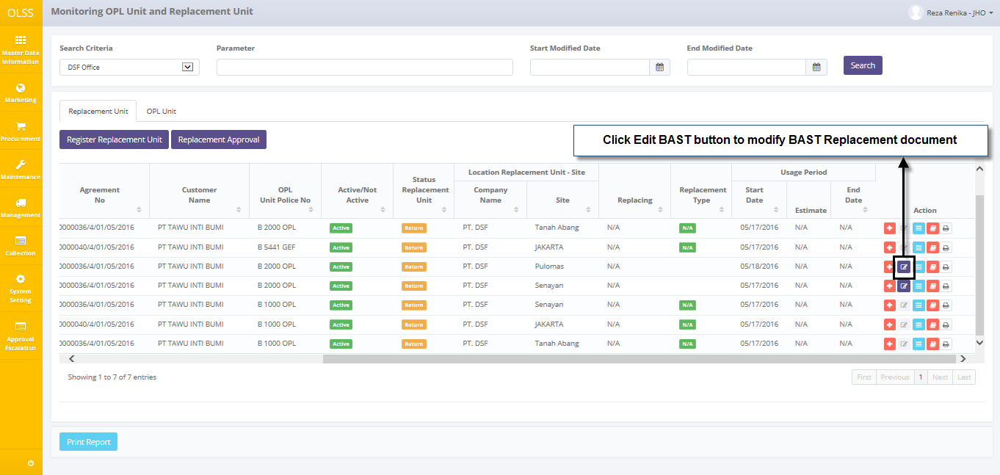 OLSS
Monitoring OPL Unit and Replacement Unit
Reza Renika - JHO
Master Data
Information
Marketing
Procurement
Maintenance
Management
Collection
System
Setting
Approval
Escalation
Search Criteria
Parameter
Start Modified Date
End Modified Date
DSF Office
Search
Replacement Unit
OPL Unit
Register Replacement Unit
Replacement Approval
Click Edit BAST button to modify BAST Replacement document
Agreement
No
Customer
Name
OPL
Unit Police No
Active/Not
Active
Status
Replacement
Unit
Location Replacement Unit - Site
Company
Name
Site
Replacing
Replacement
Type
Usage Period
Start
Date
Estimate
End
Date
Action
0000036/4/01/05/2016 PT TAWU INTI BUMI B 2000 OPL Active Return PT. DSF Tanah Abang N/A N/A 05/17/2016 N/A N/A
0000040/4/01/05/2016 PT TAWU INTI BUMI B 5441 GEF Active Return PT. DSF JAKARTA N/A N/A 05/17/2016 N/A N/A
0000036/4/01/05/2016 PT TAWU INTI BUMI B 2000 OPL Active Return PT. DSF Pulomas N/A 05/18/2016 N/A N/A
0000036/4/01/05/2016 PT TAWU INTI BUMI B 2000 OPL Active Return PT. DSF Senayan N/A 05/17/2016 N/A N/A
0000036/4/01/05/2016 PT TAWU INTI BUMI B 1000 OPL Active Return PT. DSF Senayan N/A N/A 05/17/2016 N/A N/A
0000040/4/01/05/2016 PT TAWU INTI BUMI B 1000 OPL Active Return PT. DSF JAKARTA N/A N/A 05/17/2016 N/A N/A
0000036/4/01/05/2016 PT TAWU INTI BUMI B 1000 OPL Active Return PT. DSF Tanah Abang N/A N/A 05/17/2016 N/A N/A
Showing 1 to 7 of 7 entries
First Previous 1 Next Last
Print Report